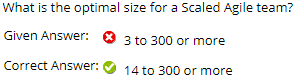 What is the optimal size for a Scaled Agile team?
Given Answer: 3 to 300 or more
Correct Answer: 14 to 300 or more